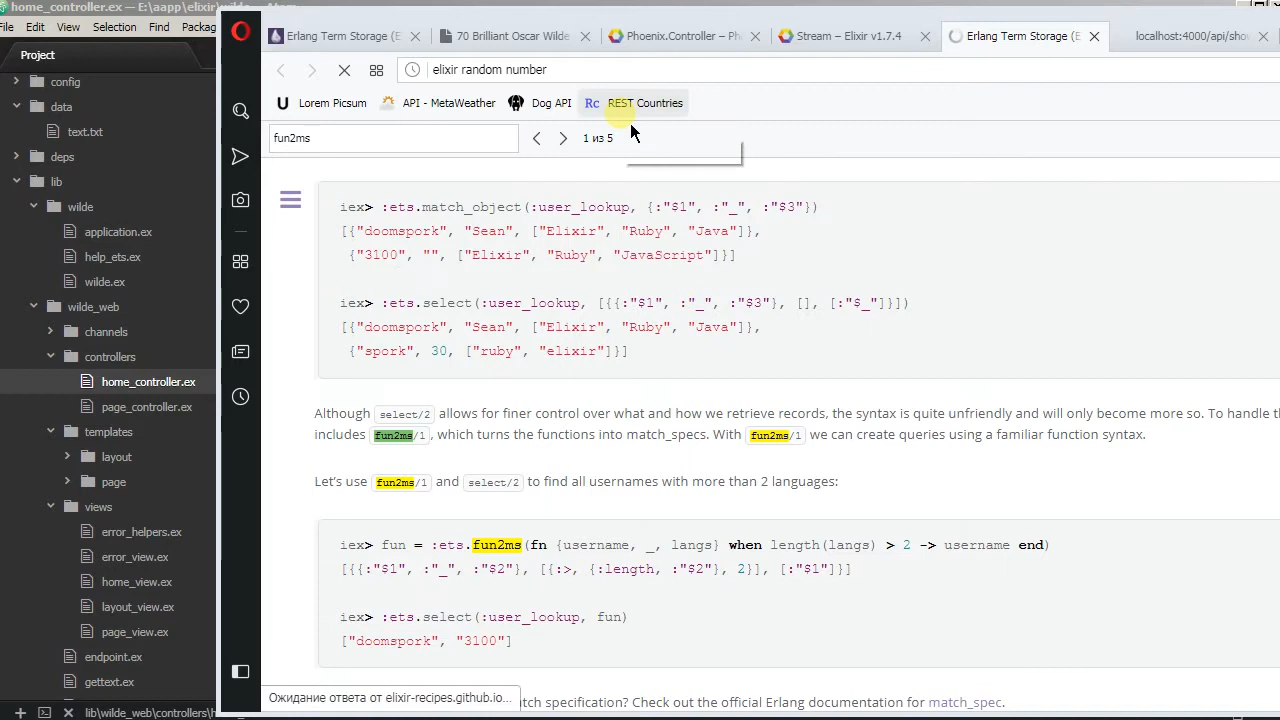 home_controller.ex — E:\aapp\elixir\wilde — Atom
File Edit View Selection Find Packag
Project
config
data
text.txt
deps
lib
wilde
application.ex
help_ets.ex
wilde.ex
wilde_web
channels
controllers
home_controller.ex
page_controller.ex
templates
layout
page
views
error_helpers.ex
error_view.ex
home_view.ex
layout_view.ex
page_view.ex
endpoint.ex
gettext.ex
lib\wilde_web\controllers\h
Erlang Term Storage (E
70 Brilliant Oscar Wilde
Phoenix.Controller – Ph
Stream – Elixir v1.7.4
Erlang Term Storage (E
localhost:4000/api/show
elixir random number
Lorem Picsum
API - MetaWeather
Dog API
Rc REST Countries
fun2ms
1 из 5
iex> :ets.match_object(:user_lookup, {:"$1", :"_", :"$3"})
[{"doomspork", "Sean", ["Elixir", "Ruby", "Java"]},
{"3100", "", ["Elixir", "Ruby", "JavaScript"]}]
iex> :ets.select(:user_lookup, [{{:"$1", :"_", :"$3"}, [], [:"$_"]}])
[{"doomspork", "Sean", ["Elixir", "Ruby", "Java"]},
{"spork", 30, ["ruby", "elixir"]}]
Although select/2 allows for finer control over what and how we retrieve records, the syntax is quite unfriendly and will only become more so. To handle t
includes fun2ms/1, which turns the functions into match_specs. With fun2ms/1 we can create queries using a familiar function syntax.
Let’s use fun2ms/1 and select/2 to find all usernames with more than 2 languages:
iex> fun = :ets.fun2ms(fn {username, _, langs} when length(langs) > 2 -> username end)
[{{:"$1", :"_", :"$2"}, [{:>, {:length, :"$2"}, 2}], [:"$1"]}]
iex> :ets.select(:user_lookup, fun)
["doomspork", "3100"]
tch specification? Check out the official Erlang documentation for match_spec.
Ожидание ответа от elixir-recipes.github.io...